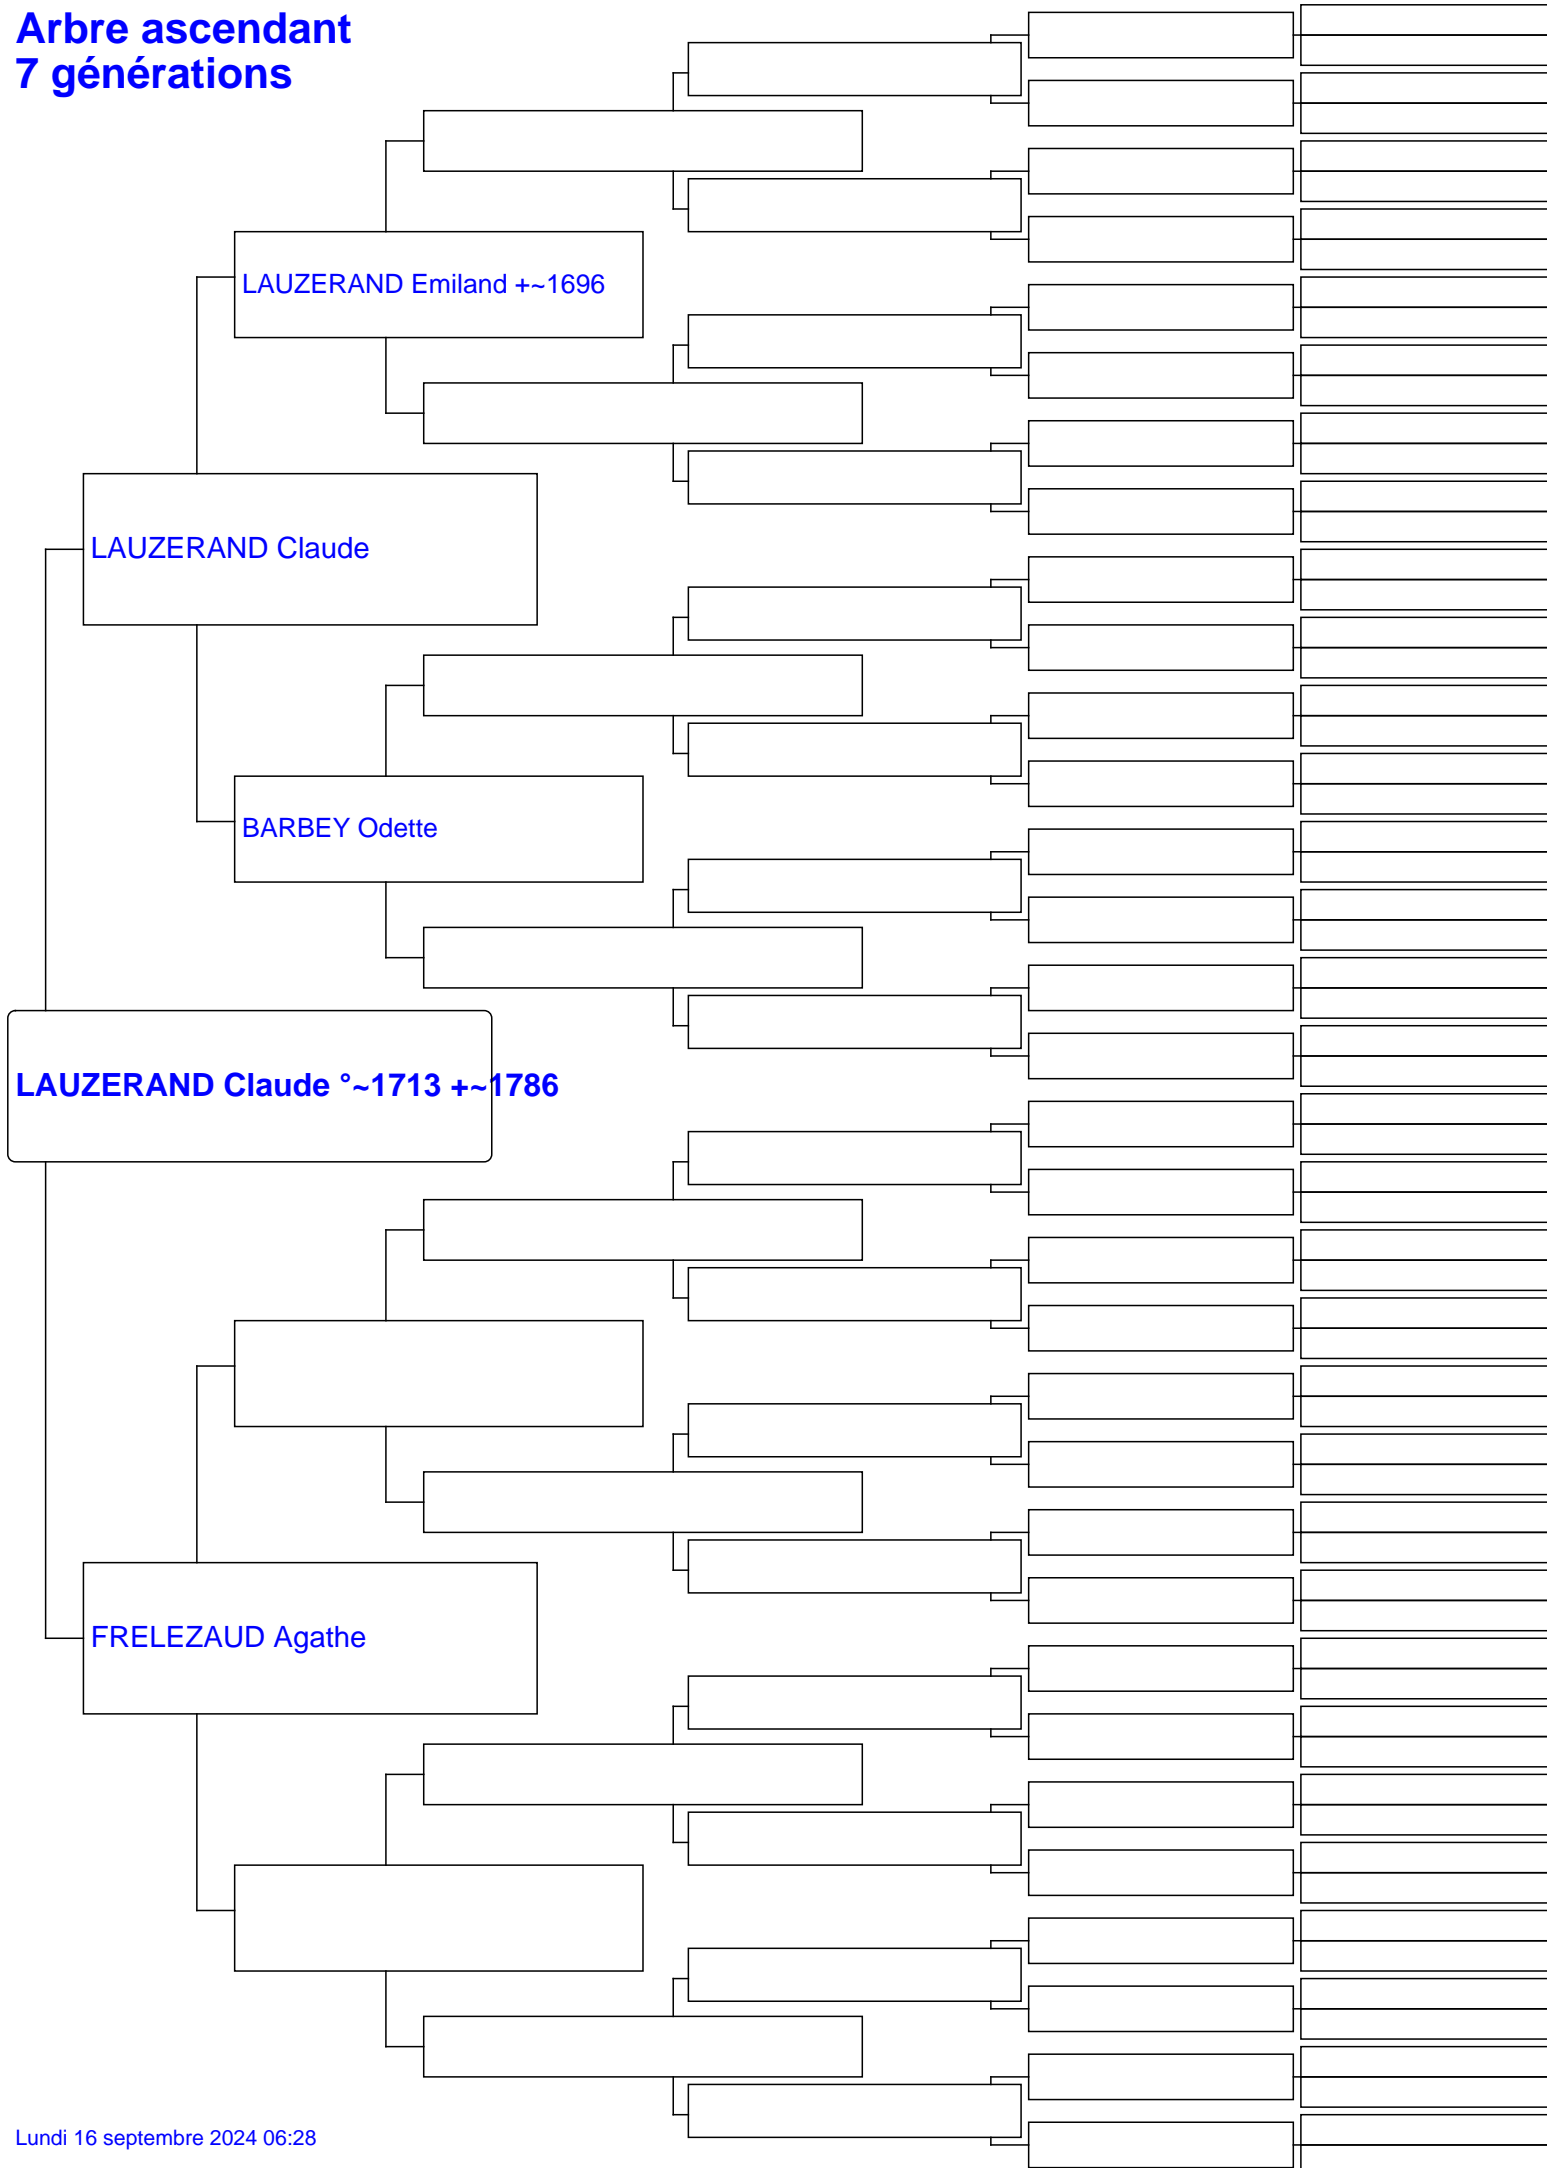 Arbre ascendant
7 générations
LAUZERAND Emiland +~1696
LAUZERAND Claude
BARBEY Odette
LAUZERAND Claude °~1713 +~1786
FRELEZAUD Agathe
Lundi 16 septembre 2024 06:28